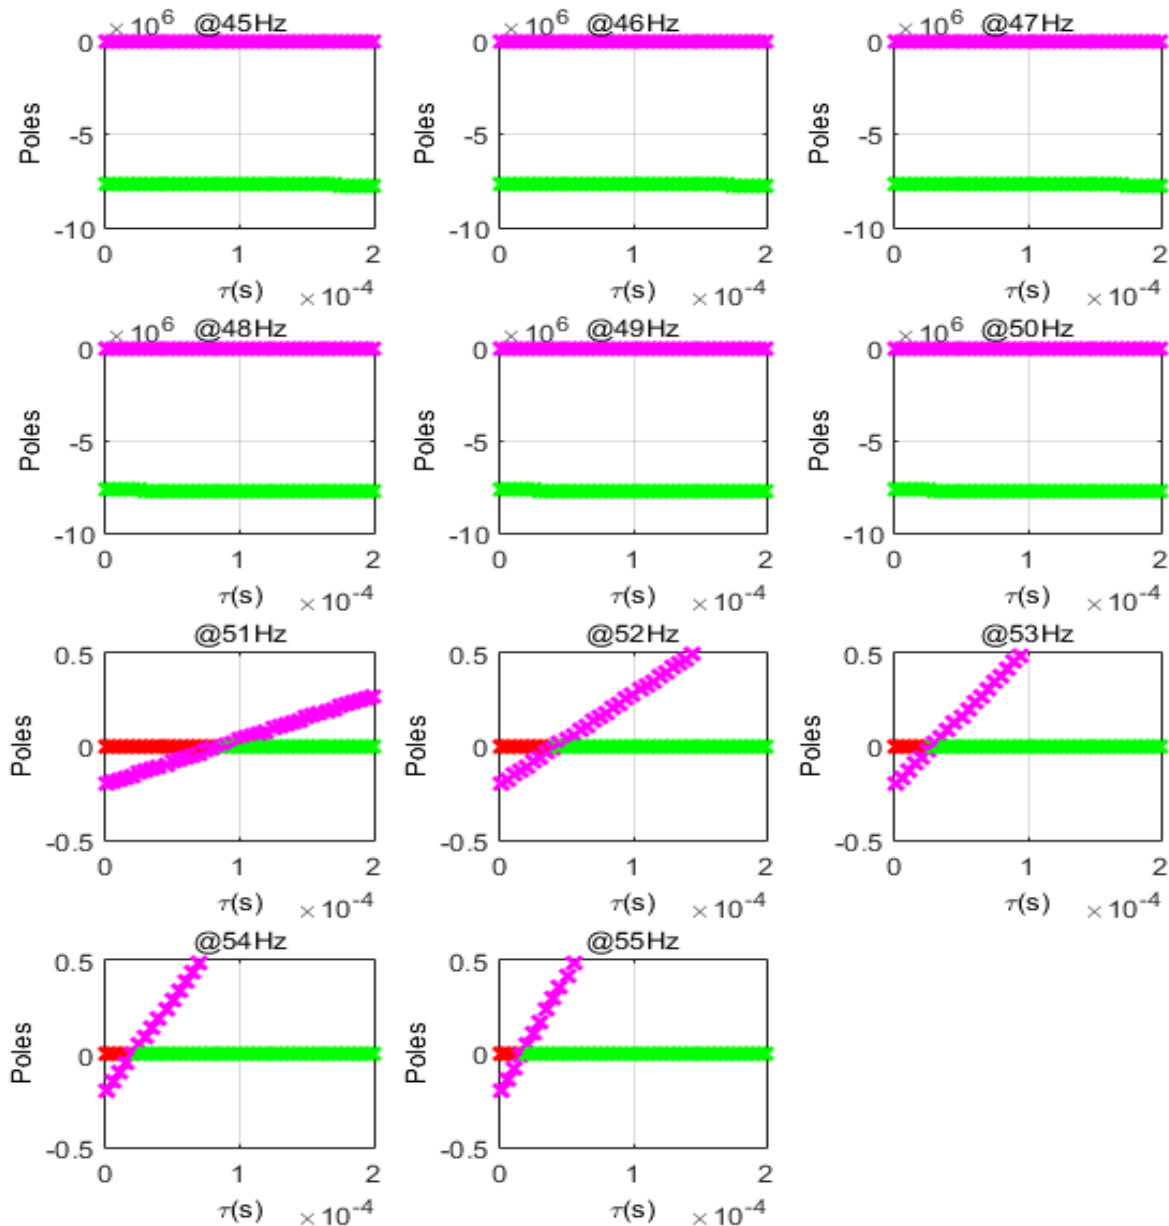 × 10⁶ @45Hz × 10⁶ @46Hz × 10⁶ @47Hz
0 0 0
Poles Poles Poles
-5 -5 -5
-10 -10 -10
0 1 2 0 1 2 0 1 2
τ(s) × 10⁻⁴ τ(s) × 10⁻⁴ τ(s) × 10⁻⁴
× 10⁶ @48Hz × 10⁶ @49Hz × 10⁶ @50Hz
0 0 0
Poles Poles Poles
-5 -5 -5
-10 -10 -10
0 1 2 0 1 2 0 1 2
τ(s) × 10⁻⁴ τ(s) × 10⁻⁴ τ(s) × 10⁻⁴
@51Hz @52Hz @53Hz
0.5 0.5 0.5
Poles Poles Poles
0 0 0
-0.5 -0.5 -0.5
0 1 2 0 1 2 0 1 2
τ(s) × 10⁻⁴ τ(s) × 10⁻⁴ τ(s) × 10⁻⁴
@54Hz @55Hz
0.5 0.5
Poles Poles
0 0
-0.5 -0.5
0 1 2 0 1 2
τ(s) × 10⁻⁴ τ(s) × 10⁻⁴